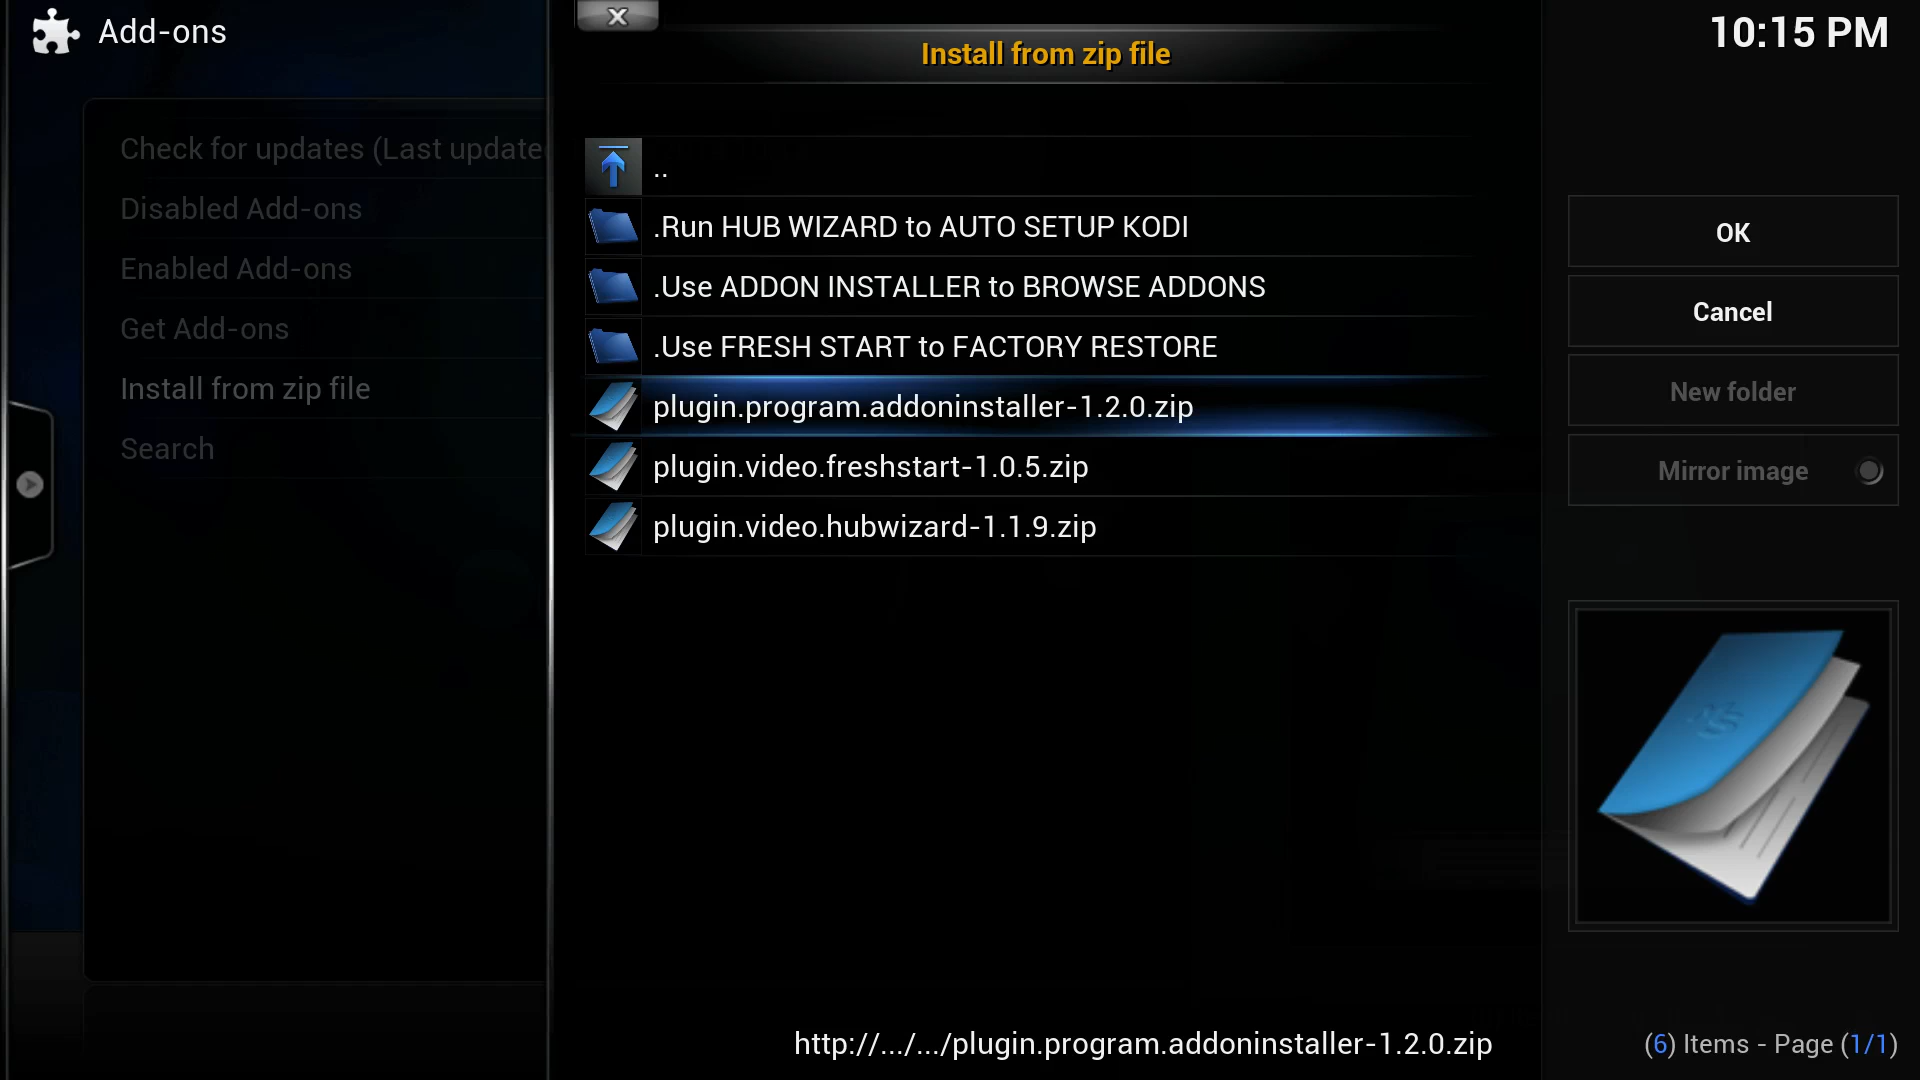 Add-ons
X
Install from zip file
10:15 PM
Check for updates (Last update
Disabled Add-ons
Enabled Add-ons
Get Add-ons
Install from zip file
Search
..
.Run HUB WIZARD to AUTO SETUP KODI
.Use ADDON INSTALLER to BROWSE ADDONS
.Use FRESH START to FACTORY RESTORE
plugin.program.addoninstaller-1.2.0.zip
plugin.video.freshstart-1.0.5.zip
plugin.video.hubwizard-1.1.9.zip
OK
Cancel
New folder
Mirror image
http://.../.../plugin.program.addoninstaller-1.2.0.zip
(6) Items - Page (1/1)